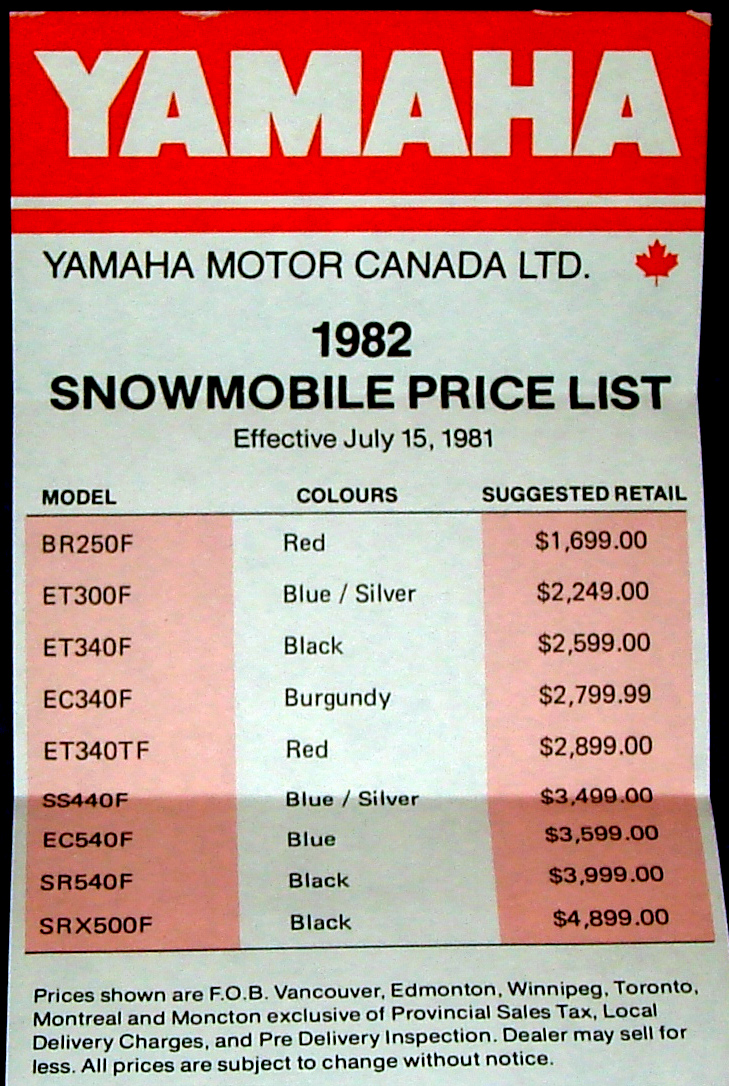 YAMAHA
YAMAHA MOTOR CANADA LTD.
1982
SNOWMOBILE PRICE LIST
Effective July 15, 1981
MODEL COLOURS SUGGESTED RETAIL
BR250F Red $1,699.00
ET300F Blue / Silver $2,249.00
ET340F Black $2,599.00
EC340F Burgundy $2,799.99
ET340TF Red $2,899.00
SS440F Blue / Silver $3,499.00
EC540F Blue $3,599.00
SR540F Black $3,999.00
SRX500F Black $4,899.00
Prices shown are F.O.B. Vancouver, Edmonton, Winnipeg, Toronto,
Montreal and Moncton exclusive of Provincial Sales Tax, Local
Delivery Charges, and Pre Delivery Inspection. Dealer may sell for
less. All prices are subject to change without notice.